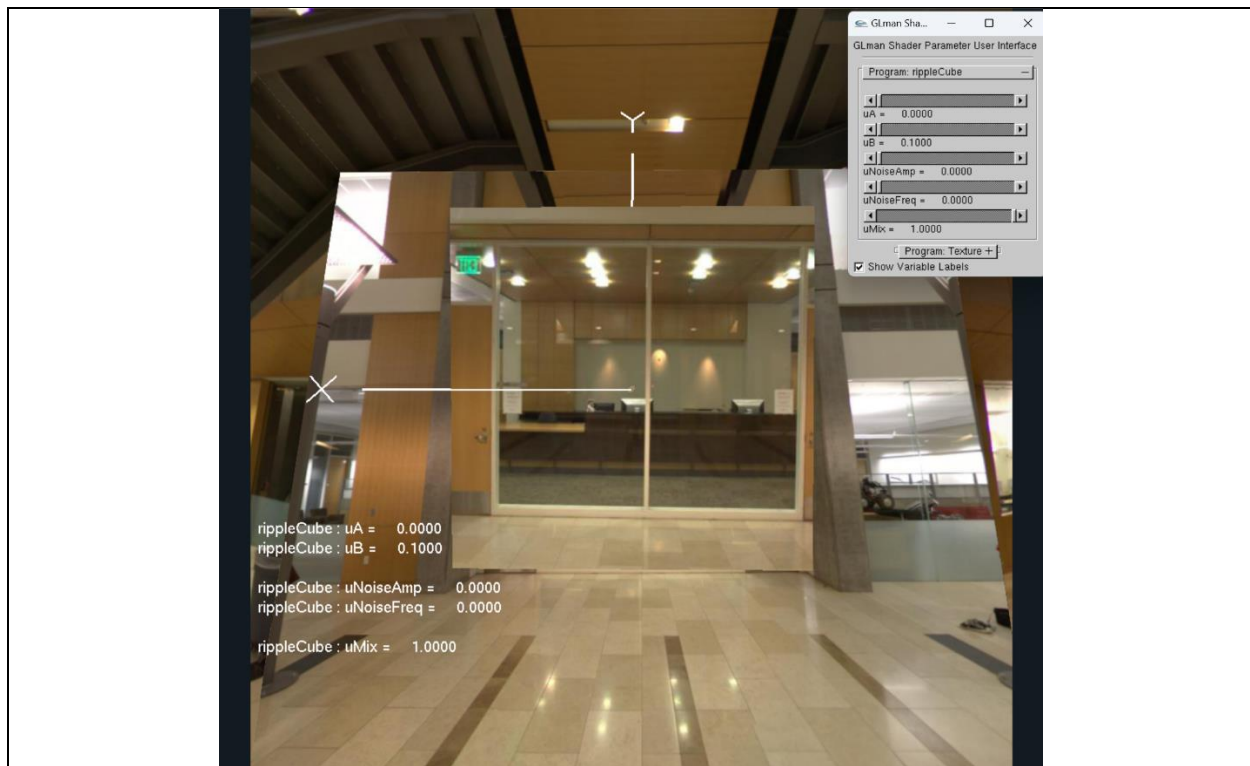 GLman Sha...
GLman Shader Parameter User Interface
Program: rippleCube
uA = 0.0000
uB = 0.1000
uNoiseAmp = 0.0000
uNoiseFreq = 0.0000
uMix = 1.0000
Program: Texture +
Show Variable Labels
Y
X
rippleCube : uA = 0.0000
rippleCube : uB = 0.1000
rippleCube : uNoiseAmp = 0.0000
rippleCube : uNoiseFreq = 0.0000
rippleCube : uMix = 1.0000